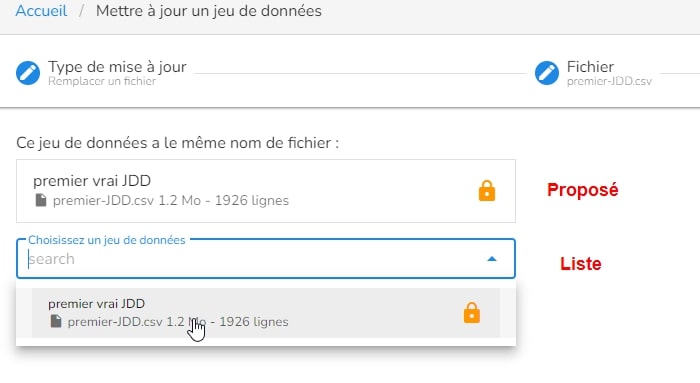 Accueil / Mettre à jour un jeu de données
Type de mise à jour
Remplacer un fichier
Fichier
premier-JDD.csv
Ce jeu de données a le même nom de fichier :
premier vrai JDD
premier-JDD.csv 1.2 Mo - 1926 lignes
Proposé
Choisissez un jeu de données
search
Liste
premier vrai JDD
premier-JDD.csv 1.2 Mo - 1926 lignes